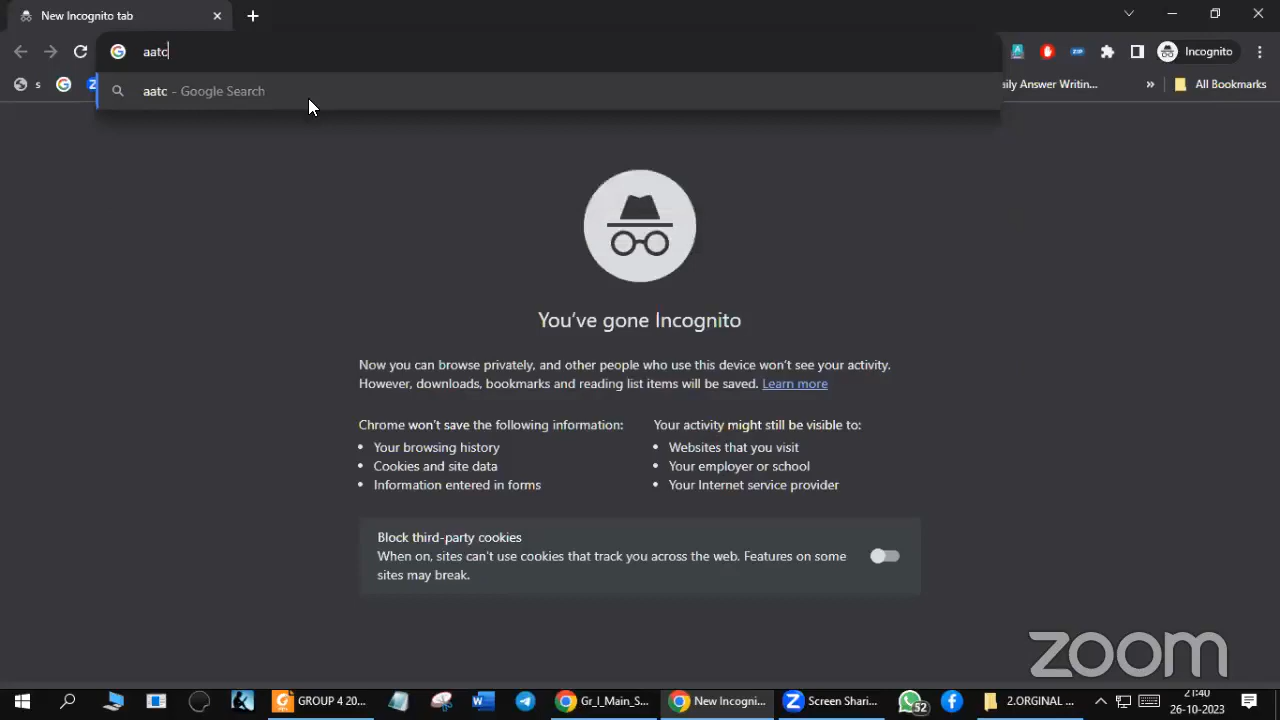 New Incognito tab
aatc
Incognito
s
aatc - Google Search
aily Answer Writin...
»
All Bookmarks
You've gone Incognito
Now you can browse privately, and other people who use this device won't see your activity.
However, downloads, bookmarks and reading list items will be saved. Learn more
Chrome won't save the following information:
• Your browsing history
• Cookies and site data
• Information entered in forms
Your activity might still be visible to:
• Websites that you visit
• Your employer or school
• Your Internet service provider
Block third-party cookies
When on, sites can't use cookies that track you across the web. Features on some
sites may break.
zoom
GROUP 4 20...
Gr_I_Main_S...
New Incogni...
Screen Shari...
52
2.ORGINAL ...
21:40
26-10-2023